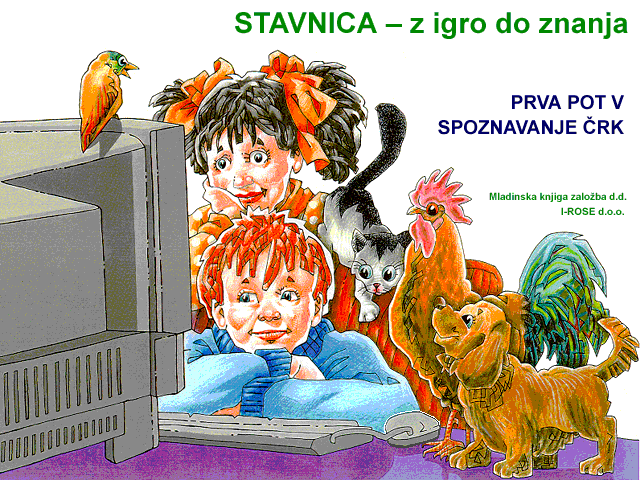 STAVNICA – z igro do znanja
PRVA POT V
SPOZNAVANJE ČRK
Mladinska knjiga založba d.d.
I-ROSE d.o.o.